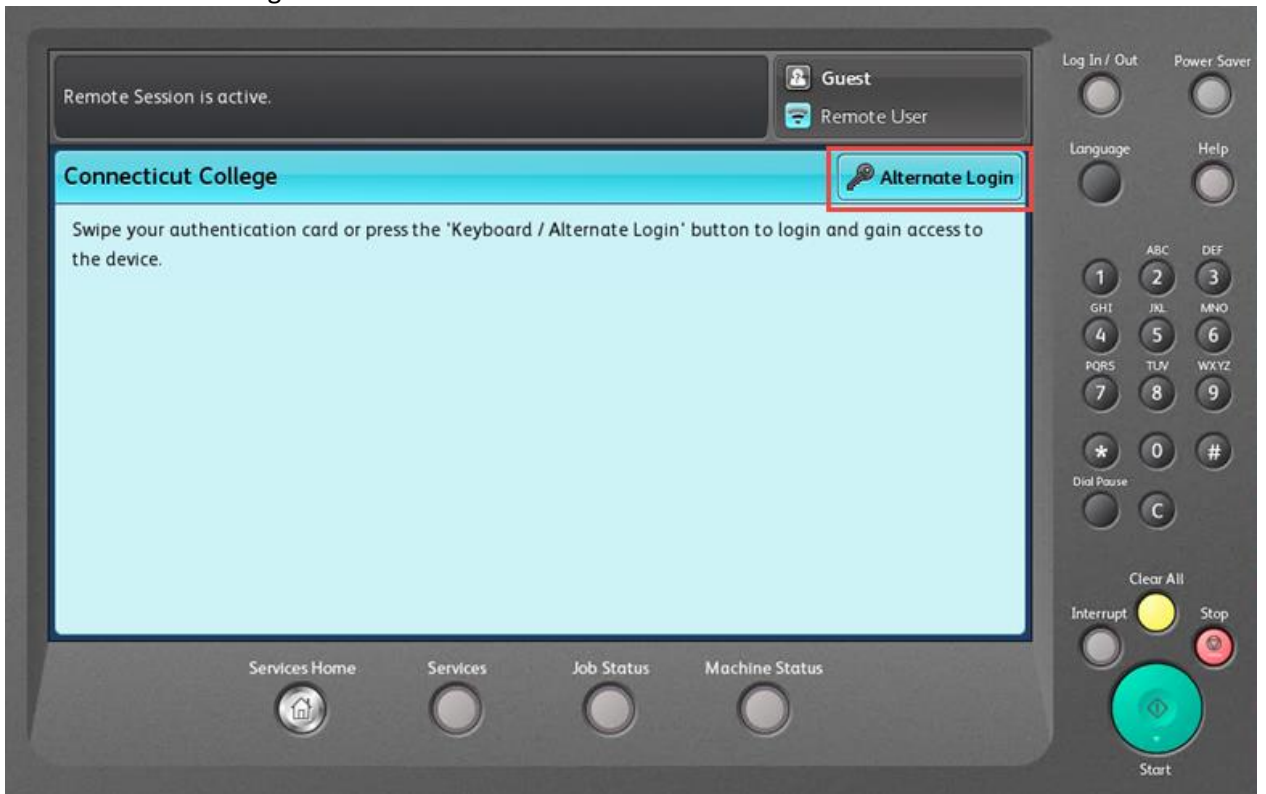 Remote Session is active.
Guest
Remote User
Connecticut College
Alternate Login
Swipe your authentication card or press the 'Keyboard / Alternate Login' button to login and gain access to
the device.
Services Home Services Job Status Machine Status
Log In / Out Power Saver
Language Help
ABC DEF
1 2 3
GHI JKL MNO
4 5 6
PQRS TUV WXYZ
7 8 9
* 0 #
Dial Pause
C
Clear All
Interrupt Stop
Start